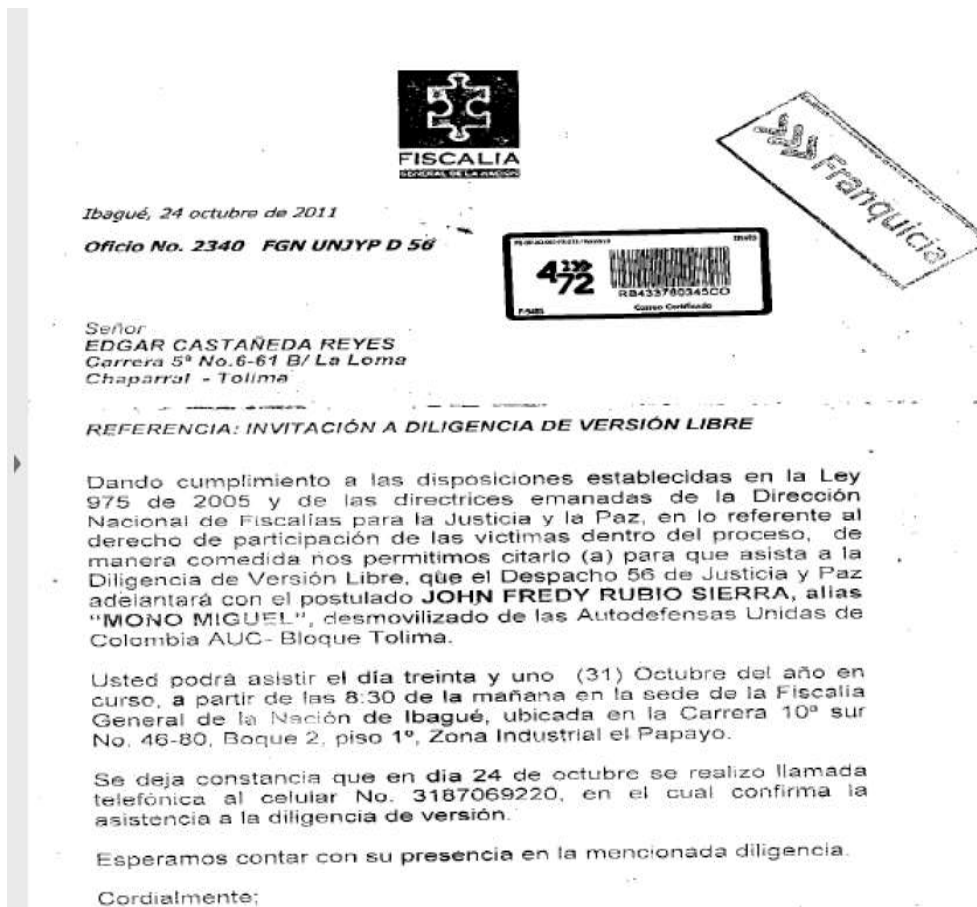 FISCALIA
GENERAL DE LA NACION
Franquicia
Ibagué, 24 octubre de 2011
Oficio No. 2340 FGN UNJYP D 56
472
RB433780345CO
Correo Certificado
Señor
EDGAR CASTAÑEDA REYES
Carrera 5ª No.6-61 B/ La Loma
Chaparral - Tolima
REFERENCIA: INVITACIÓN A DILIGENCIA DE VERSIÓN LIBRE
Dando cumplimiento a las disposiciones establecidas en la Ley
975 de 2005 y de las directrices emanadas de la Dirección
Nacional de Fiscalías para la Justicia y la Paz, en lo referente al
derecho de participación de las victimas dentro del proceso, de
manera comedida nos permitimos citarlo (a) para que asista a la
Diligencia de Versión Libre, que el Despacho 56 de Justicia y Paz
adelantará con el postulado JOHN FREDY RUBIO SIERRA, alias
"MONO MIGUEL", desmovilizado de las Autodefensas Unidas de
Colombia AUC- Bloque Tolima.
Usted podrá asistir el día treinta y uno (31) Octubre del año en
curso, a partir de las 8:30 de la mañana en la sede de la Fiscalía
General de la Nación de Ibagué, ubicada en la Carrera 10ª sur
No. 46-80, Boque 2, piso 1º, Zona Industrial el Papayo.
Se deja constancia que en dia 24 de octubre se realizo llamada
telefónica al celular No. 3187069220, en el cual confirma la
asistencia a la diligencia de versión.
Esperamos contar con su presencia en la mencionada diligencia.
Cordialmente;